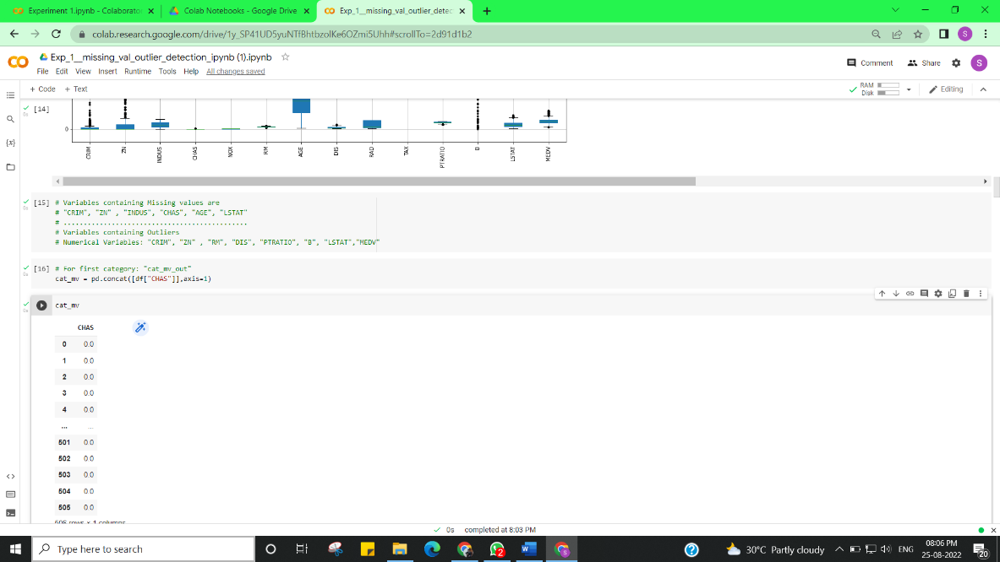 Experiment 1.ipynb - Colaborato
Colab Notebooks - Google Drive
Exp_1__missing_val_outlier_detec
colab.research.google.com/drive/1y_SP41UD5yuNTfBhtbzolKe6OZmi5Uhh#scrollTo=2d91d1b2
S
Exp_1__missing_val_outlier_detection_ipynb (1).ipynb
File Edit View Insert Runtime Tools Help All changes saved
Comment Share S
+ Code + Text
RAM
Disk
Editing
[14]
0s
0
CRIM ZN INDUS CHAS NOX RM AGE DIS RAD TAX PTRATIO B LSTAT MEDV
{x}
[15] # Variables containing Missing values are
0s
# "CRIM", "ZN" , "INDUS", "CHAS", "AGE", "LSTAT"
# .............................................
# Variables containing Outliers
# Numerical Variables: "CRIM", "ZN" , "RM", "DIS", "PTRATIO", "B", "LSTAT","MEDV"
[16] # For first category: "cat_mv_out"
0s
cat_mv = pd.concat([df["CHAS"]],axis=1)
cat_mv
0s
CHAS
0 0.0
1 0.0
2 0.0
3 0.0
4 0.0
... ...
501 0.0
502 0.0
503 0.0
504 0.0
505 0.0
506 rows × 1 columns
0s completed at 8:03 PM
Type here to search
2
W
S
30°C Partly cloudy
ENG
08:06 PM
25-08-2022
20